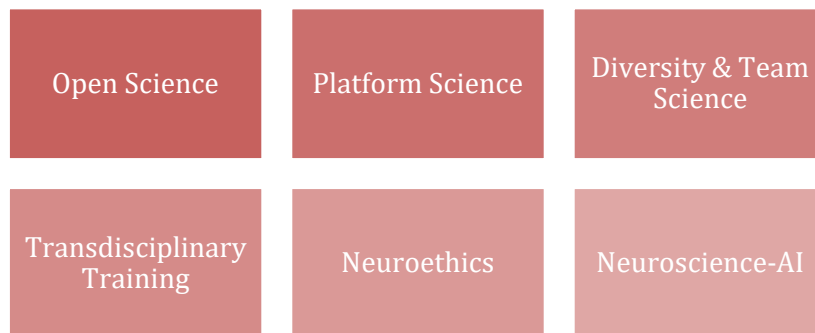 Open Science
Platform Science
Diversity & Team
Science
Transdisciplinary
Training
Neuroethics
Neuroscience-AI